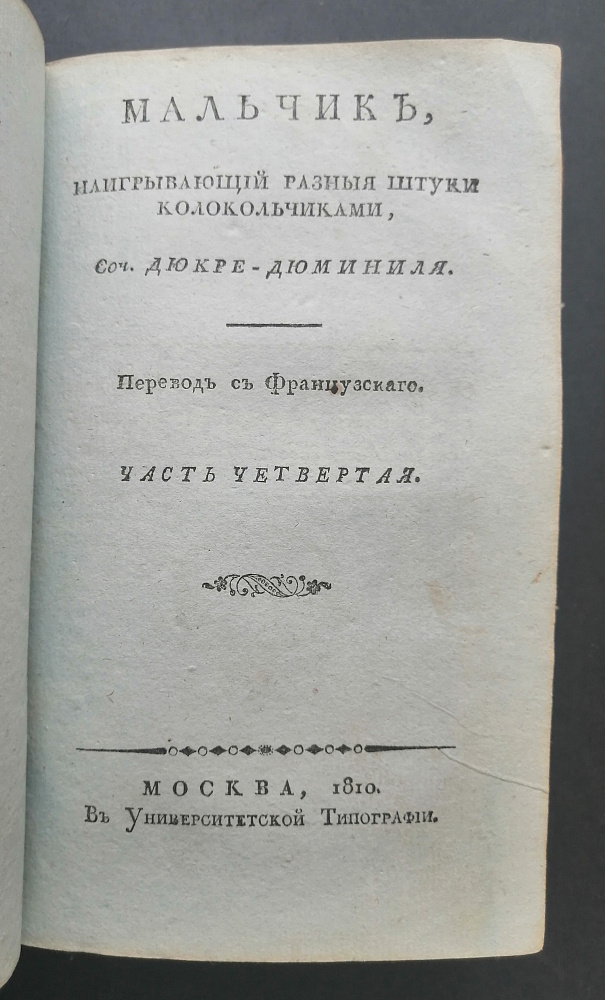 МАЛЬЧИКЪ,
НАИГРЫВАЮЩІЙ РАЗНЫЯ ШТУКИ
КОЛОКОЛЬЧИКАМИ,
Соч. ДЮКРЕ-ДЮМИНИЛЯ.
Переводъ съ Французскаго.
ЧАСТЬ ЧЕТВЕРТАЯ.
МОСКВА, 1810.
Въ Университетской Типографіи.